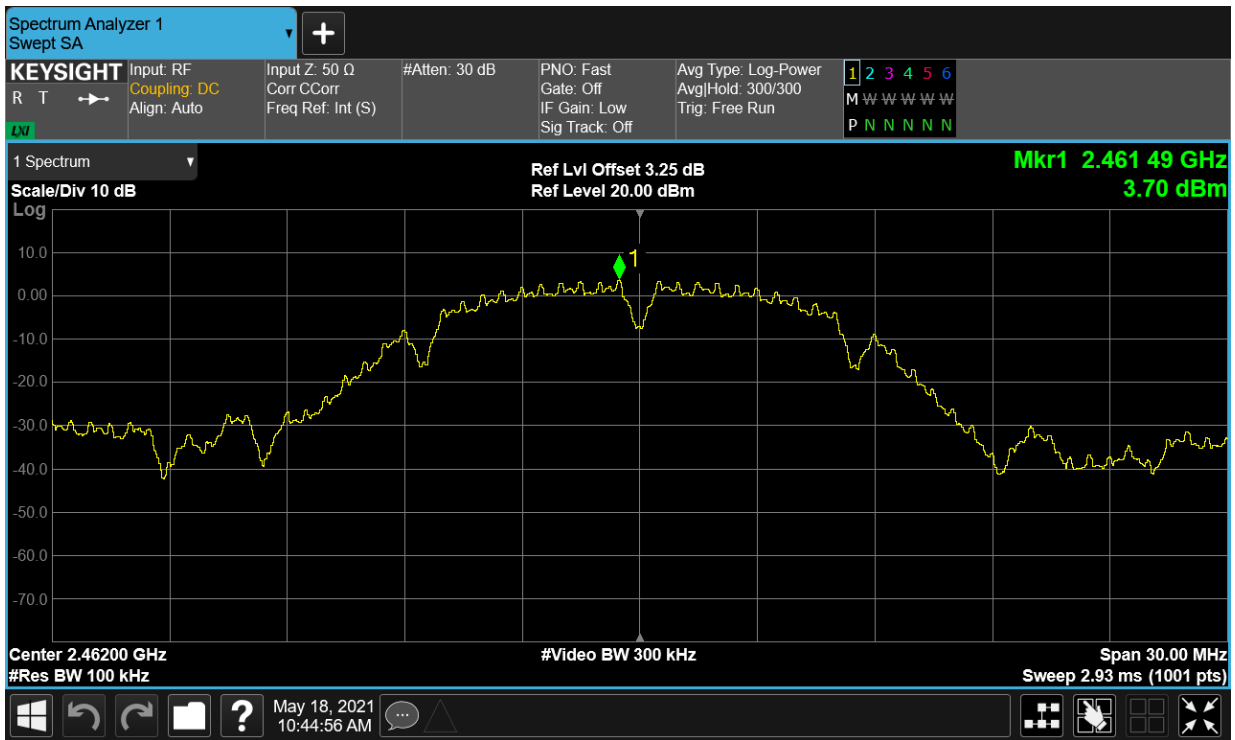 Spectrum Analyzer 1
Swept SA
KEYSIGHT
R T
LXI
Input: RF
Coupling: DC
Align: Auto
Input Z: 50 Ω
Corr CCorr
Freq Ref: Int (S)
#Atten: 30 dB
PNO: Fast
Gate: Off
IF Gain: Low
Sig Track: Off
Avg Type: Log-Power
Avg|Hold: 300/300
Trig: Free Run
1 2 3 4 5 6
M W W W W W
P N N N N N
1 Spectrum
Scale/Div 10 dB
Log
Ref Lvl Offset 3.25 dB
Ref Level 20.00 dBm
Mkr1 2.461 49 GHz
3.70 dBm
1
10.0
0.00
-10.0
-20.0
-30.0
-40.0
-50.0
-60.0
-70.0
Center 2.46200 GHz
#Res BW 100 kHz
#Video BW 300 kHz
Span 30.00 MHz
Sweep 2.93 ms (1001 pts)
?
May 18, 2021
10:44:56 AM